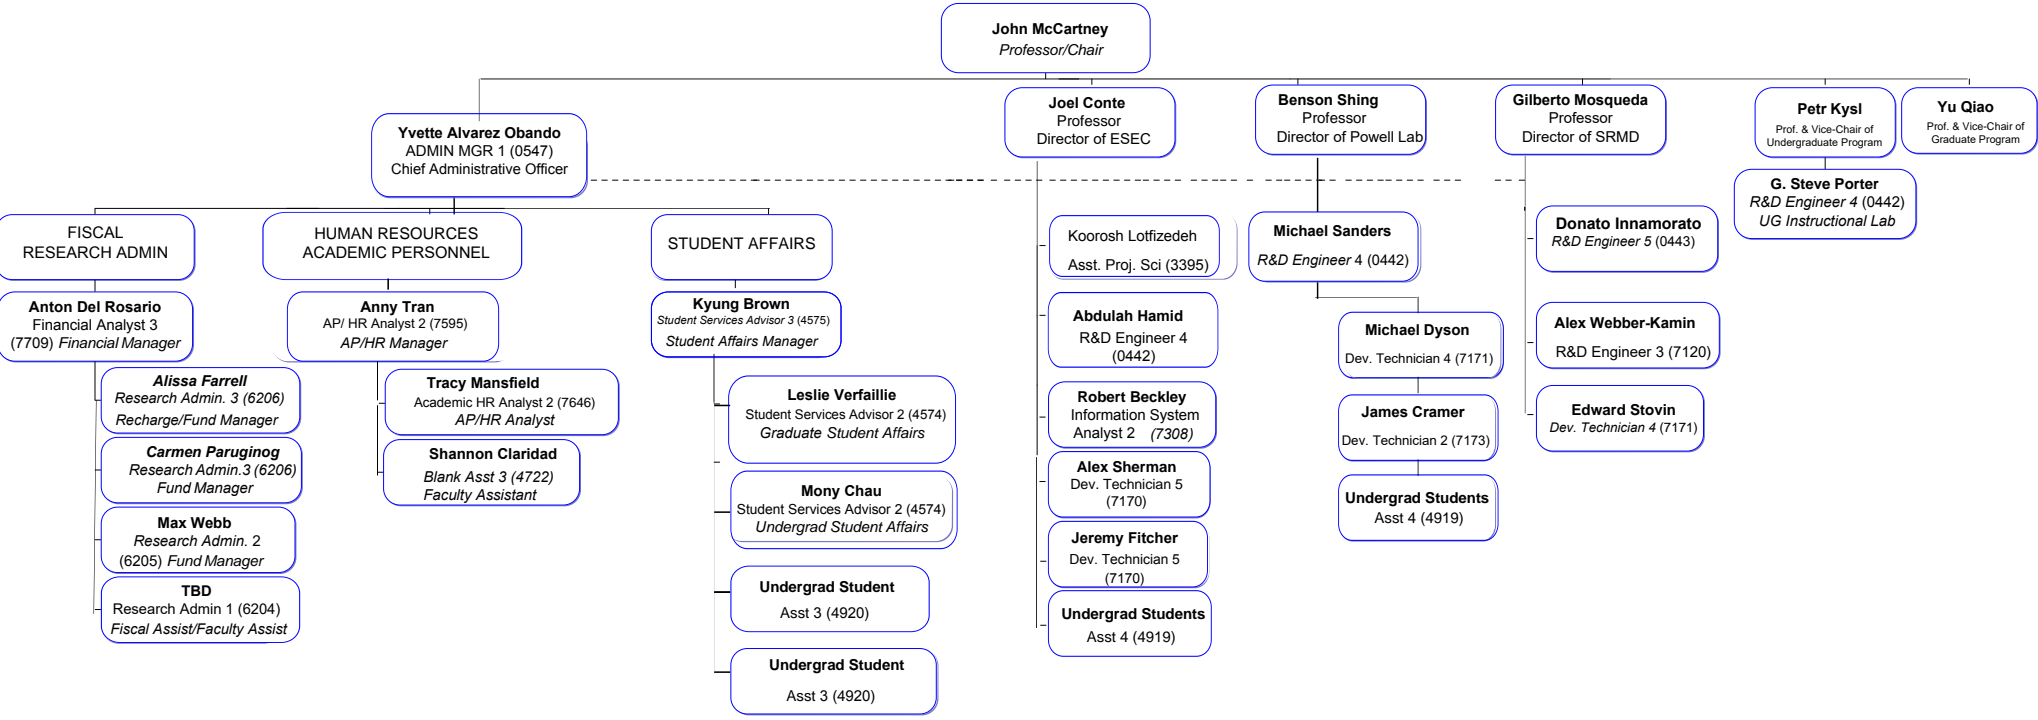 John McCartney
Professor/Chair
Yvette Alvarez Obando
ADMIN MGR 1 (0547)
Chief Administrative Officer
Joel Conte
Professor
Director of ESEC
Benson Shing
Professor
Director of Powell Lab
Gilberto Mosqueda
Professor
Director of SRMD
Petr Kysl
Prof. & Vice-Chair of
Undergraduate Program
Yu Qiao
Prof. & Vice-Chair of
Graduate Program
G. Steve Porter
R&D Engineer 4 (0442)
UG Instructional Lab
FISCAL
RESEARCH ADMIN
HUMAN RESOURCES
ACADEMIC PERSONNEL
STUDENT AFFAIRS
Anton Del Rosario
Financial Analyst 3
(7709) Financial Manager
Alissa Farrell
Research Admin. 3 (6206)
Recharge/Fund Manager
Carmen Paruginog
Research Admin.3 (6206)
Fund Manager
Max Webb
Research Admin. 2
(6205) Fund Manager
TBD
Research Admin 1 (6204)
Fiscal Assist/Faculty Assist
Anny Tran
AP/ HR Analyst 2 (7595)
AP/HR Manager
Tracy Mansfield
Academic HR Analyst 2 (7646)
AP/HR Analyst
Shannon Claridad
Blank Asst 3 (4722)
Faculty Assistant
Kyung Brown
Student Services Advisor 3 (4575)
Student Affairs Manager
Leslie Verfaillie
Student Services Advisor 2 (4574)
Graduate Student Affairs
Mony Chau
Student Services Advisor 2 (4574)
Undergrad Student Affairs
Undergrad Student
Asst 3 (4920)
Undergrad Student
Asst 3 (4920)
Koorosh Lotfizedeh
Asst. Proj. Sci (3395)
Abdulah Hamid
R&D Engineer 4
(0442)
Robert Beckley
Information System
Analyst 2 (7308)
Alex Sherman
Dev. Technician 5
(7170)
Jeremy Fitcher
Dev. Technician 5
(7170)
Undergrad Students
Asst 4 (4919)
Michael Sanders
R&D Engineer 4 (0442)
Michael Dyson
Dev. Technician 4 (7171)
James Cramer
Dev. Technician 2 (7173)
Undergrad Students
Asst 4 (4919)
Donato Innamorato
R&D Engineer 5 (0443)
Alex Webber-Kamin
R&D Engineer 3 (7120)
Edward Stovin
Dev. Technician 4 (7171)